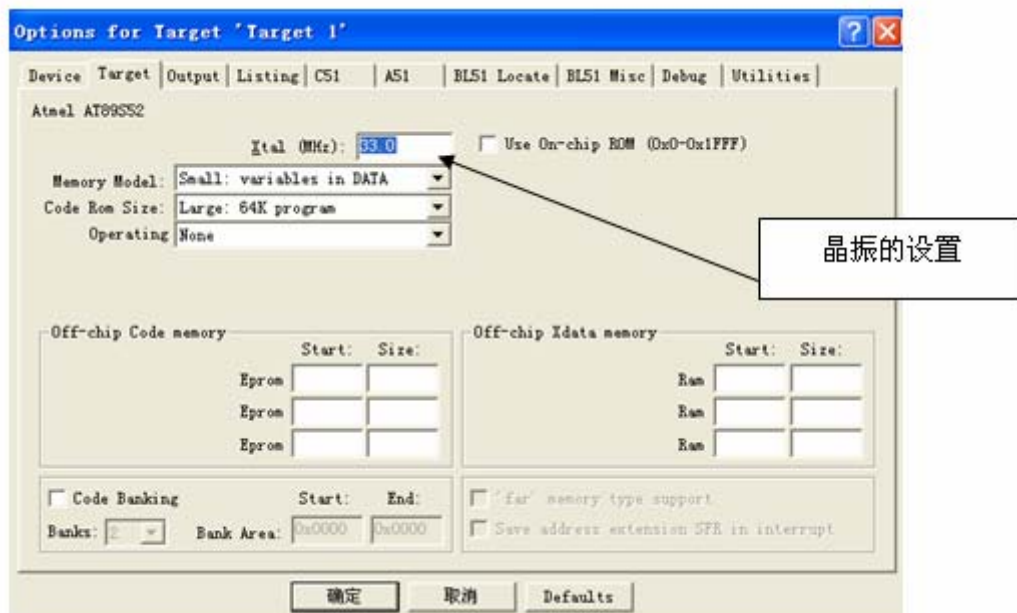 Options for Target 'Target 1'
Device Target Output Listing C51 A51 BL51 Locate BL51 Misc Debug Utilities
Atmel AT89S52
Xtal (MHz): 33.0 Use On-chip ROM (0x0-0x1FFF)
Memory Model: Small: variables in DATA
Code Rom Size: Large: 64K program
Operating None
晶振的设置
Off-chip Code memory Off-chip Xdata memory
Start: Size: Start: Size:
Eprom Ram
Eprom Ram
Eprom Ram
Code Banking Start: End: 'far' memory type support
Banks: 2 Bank Area: 0x0000 0x0000 Save address extension SFR in interrupt
确定 取消 Defaults